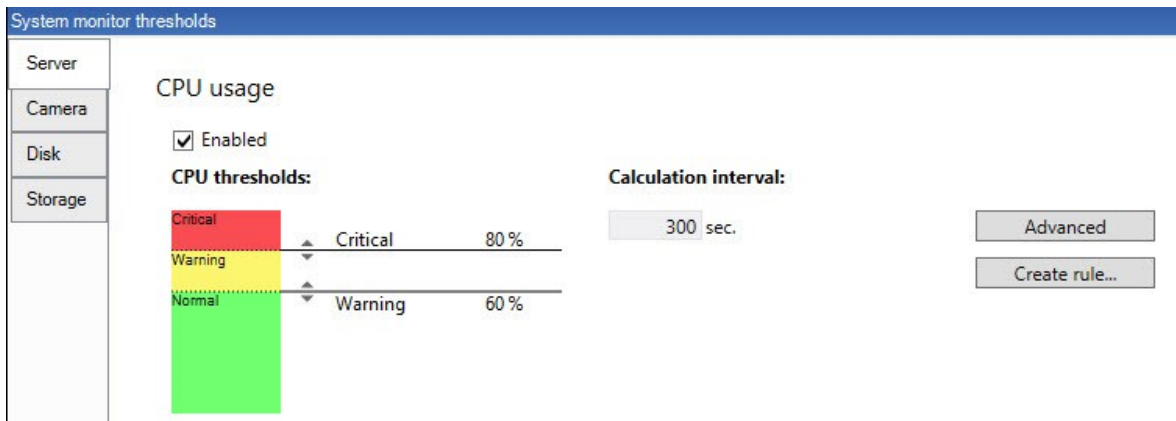 System monitor thresholds
Server
Camera
Disk
Storage
CPU usage
Enabled
CPU thresholds:
Critical
Warning
Normal
Critical 80 %
Warning 60 %
Calculation interval:
300 sec.
Advanced
Create rule...